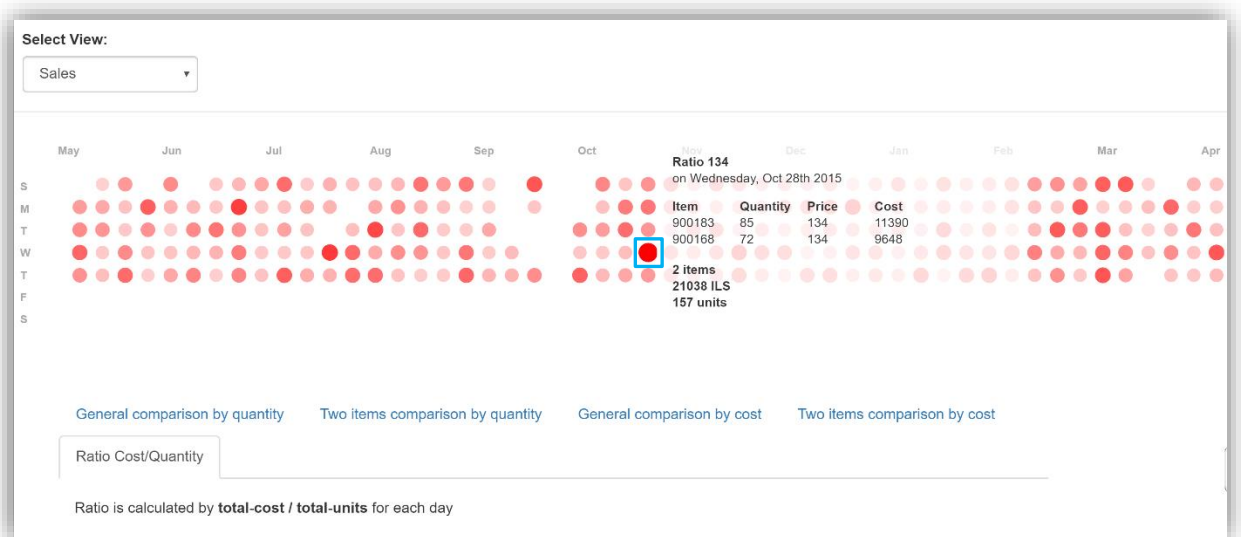 Select View:
Sales
May Jun Jul Aug Sep Oct Nov Dec Jan Feb Mar Apr
Ratio 134
on Wednesday, Oct 28th 2015
S
M
T
W
T
F
S
Item Quantity Price Cost
900183 85 134 11390
900168 72 134 9648
2 items
21038 ILS
157 units
General comparison by quantity Two items comparison by quantity General comparison by cost Two items comparison by cost
Ratio Cost/Quantity
Ratio is calculated by total-cost / total-units for each day